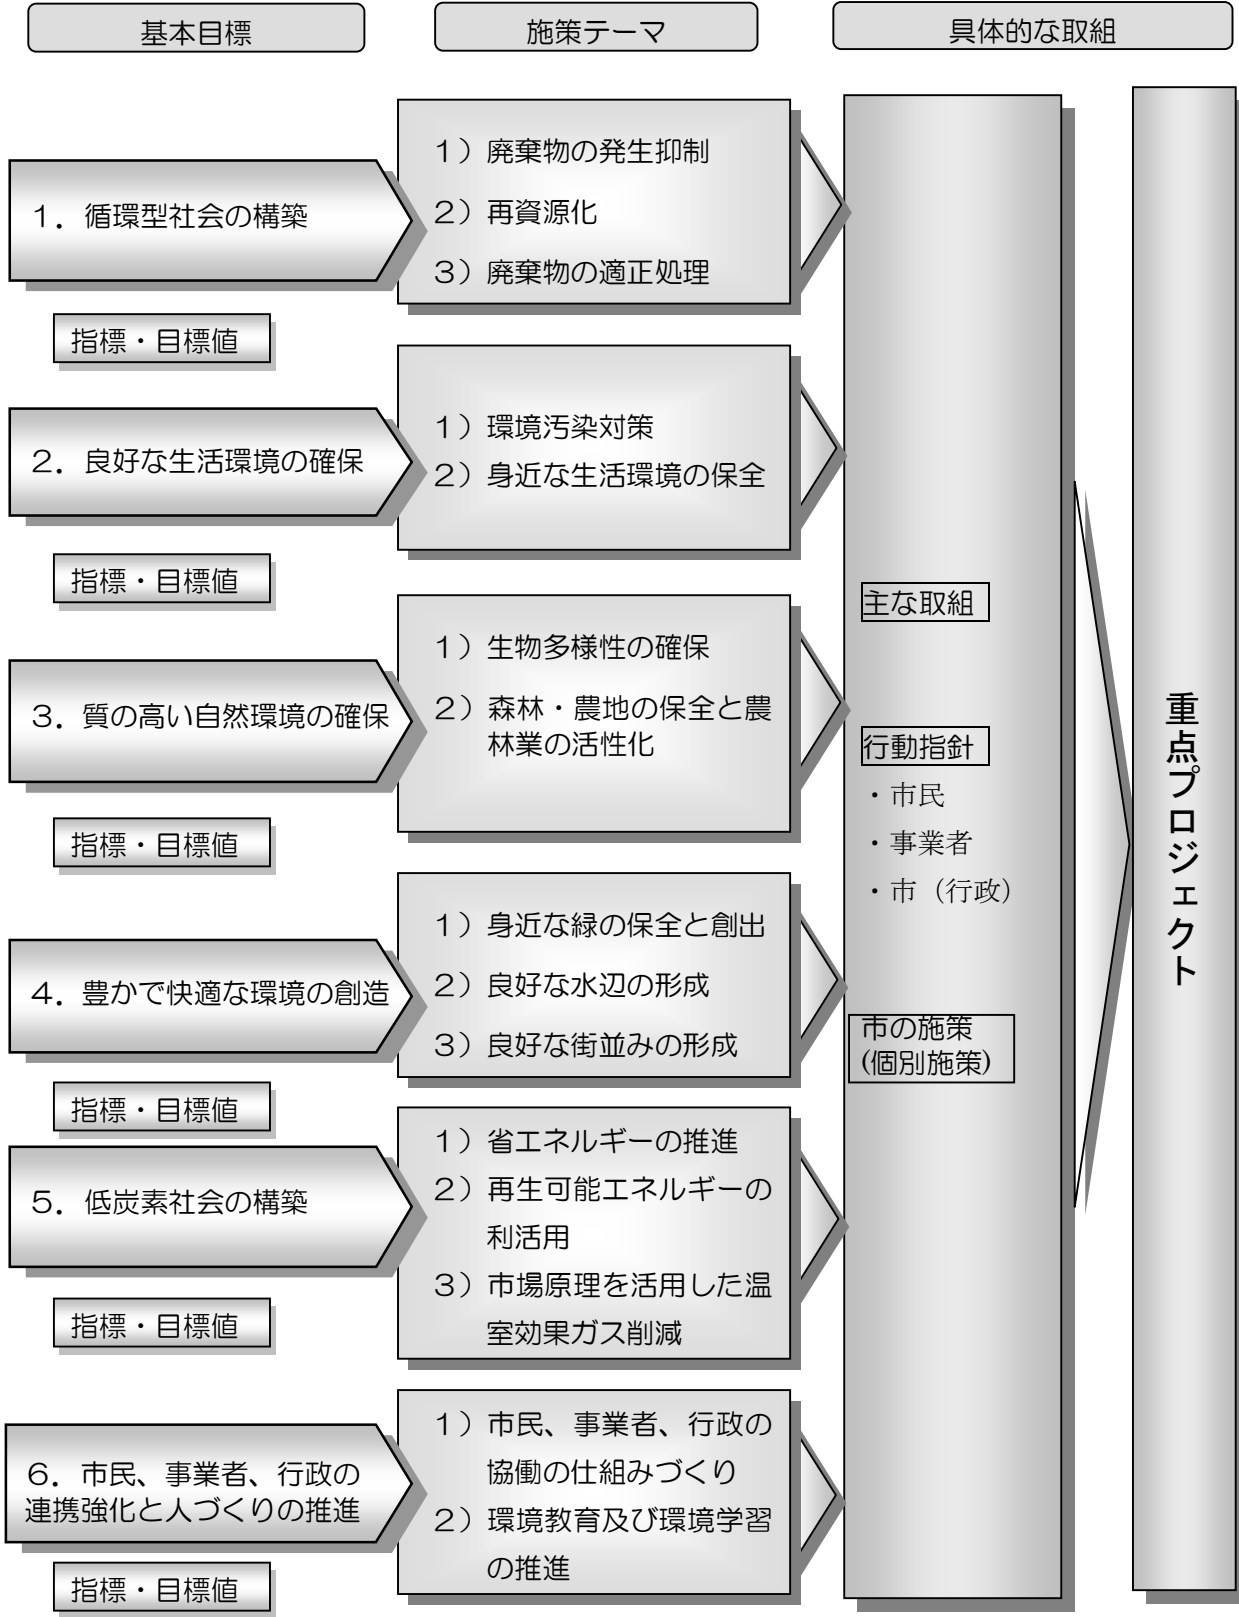 基本目標
施策テーマ
具体的な取組
1．循環型社会の構築
指標・目標値
1）廃棄物の発生抑制
2）再資源化
3）廃棄物の適正処理
2．良好な生活環境の確保
指標・目標値
1）環境汚染対策
2）身近な生活環境の保全
3．質の高い自然環境の確保
指標・目標値
1）生物多様性の確保
2）森林・農地の保全と農
林業の活性化
4．豊かで快適な環境の創造
指標・目標値
1）身近な緑の保全と創出
2）良好な水辺の形成
3）良好な街並みの形成
5．低炭素社会の構築
指標・目標値
1）省エネルギーの推進
2）再生可能エネルギーの
利活用
3）市場原理を活用した温
室効果ガス削減
6．市民、事業者、行政の
連携強化と人づくりの推進
指標・目標値
1）市民、事業者、行政の
協働の仕組みづくり
2）環境教育及び環境学習
の推進
主な取組
行動指針
・市民
・事業者
・市（行政）
市の施策
(個別施策)
重点プロジェクト